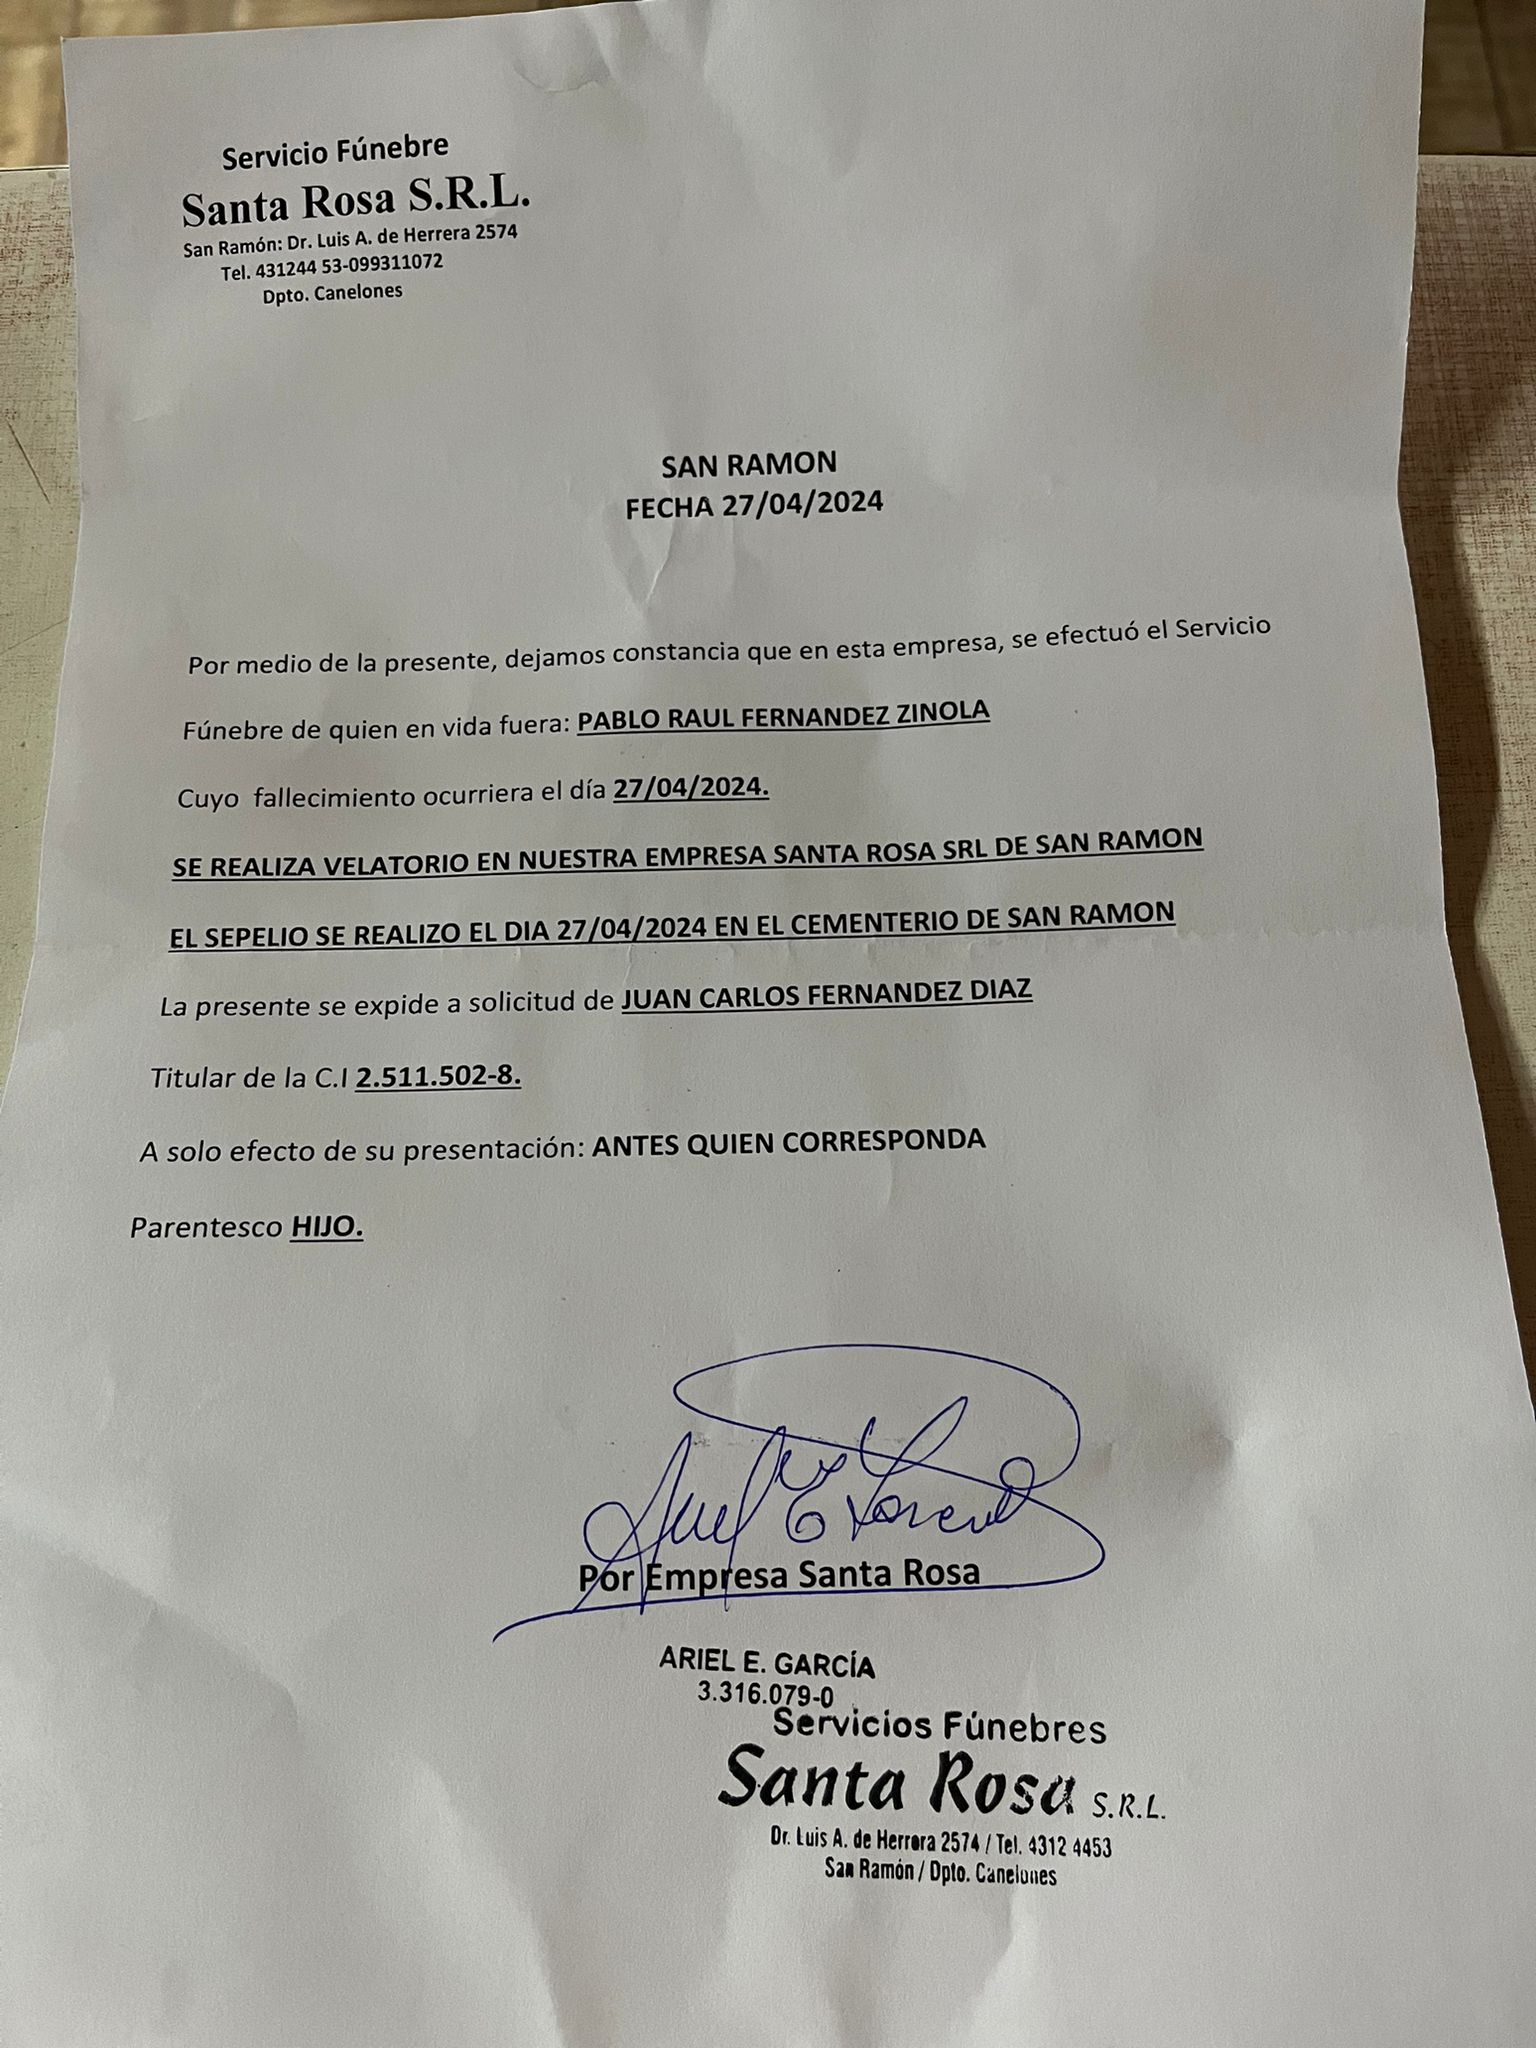 Servicio Fúnebre
Santa Rosa S.R.L.
San Ramón: Dr. Luis A. de Herrera 2574
Tel. 431244 53-099311072
Dpto. Canelones
SAN RAMON
FECHA 27/04/2024
Por medio de la presente, dejamos constancia que en esta empresa, se efectuó el Servicio
Fúnebre de quien en vida fuera: PABLO RAUL FERNANDEZ ZINOLA
Cuyo fallecimiento ocurriera el día 27/04/2024.
SE REALIZA VELATORIO EN NUESTRA EMPRESA SANTA ROSA SRL DE SAN RAMON
EL SEPELIO SE REALIZO EL DIA 27/04/2024 EN EL CEMENTERIO DE SAN RAMON
La presente se expide a solicitud de JUAN CARLOS FERNANDEZ DIAZ
Titular de la C.I 2.511.502-8.
A solo efecto de su presentación: ANTES QUIEN CORRESPONDA
Parentesco HIJO.
Por Empresa Santa Rosa
ARIEL E. GARCÍA
3.316.079-0
Servicios Fúnebres
Santa Rosa S.R.L.
Dr. Luis A. de Herrera 2574 / Tel. 4312 4453
San Ramón / Dpto. Canelones